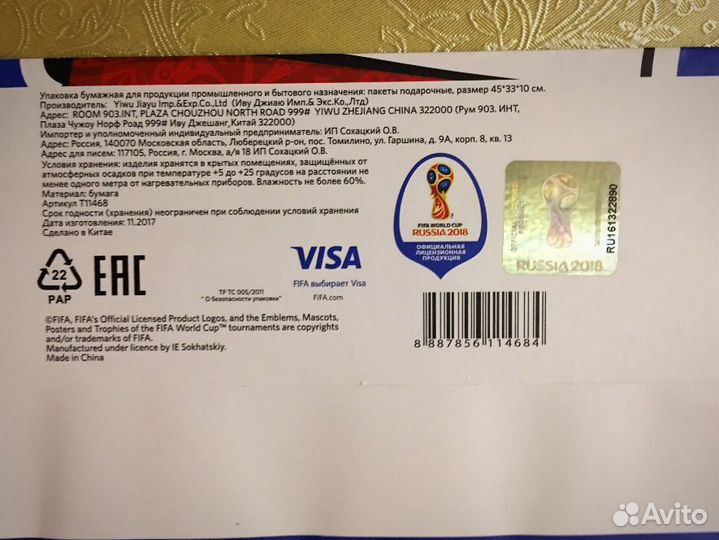 Упаковка бумажная для продукции промышленного и бытового назначения: пакеты подарочные, размер 45*33*10 см.
Производитель: Yiwu Jiayu Imp.&Exp.Co.,Ltd (Иву Джиаю Имп.& Экс.Ко.,Лтд)
Адрес: ROOM 903.INT, PLAZA CHOUZHOU NORTH ROAD 999# YIWU ZHEJIANG CHINA 322000 (Рум 903. ИНТ,
Плаза Чужоу Норф Роад 999# Иву Джешанг,Китай 322000)
Импортер и уполномоченный индивидуальный предприниматель: ИП Сохацкий О.В.
Адрес: Россия, 140070 Московская область, Люберецкий р-он, пос. Томилино, ул. Гаршина, д. 9А, корп. 8, кв. 13
Адрес для писем: 117105, Россия, г. Москва, а/я 18 ИП Сохацкий О.В.
Условия хранения: изделия хранятся в крытых помещениях, защищённых от
атмосферных осадков при температуре +5 до +25 градусов на расстоянии не
менее одного метра от нагревательных приборов. Влажность не более 60%.
Материал: бумага
Артикул Т11468
Срок годности (хранения) неограничен при соблюдении условий хранения
Дата изготовления: 11.2017
Сделано в Китае
22
PAP
EAC
ТР ТС 005/2011
"О безопасности упаковки"
VISA
FIFA выбирает Visa
FIFA.com
FIFA WORLD CUP
RUSSIA 2018
ОФИЦИАЛЬНАЯ
ЛИЦЕНЗИОННАЯ
ПРОДУКЦИЯ
RUSSIA 2018
RU161322890
8 887856 114684
©FIFA, FIFA's Official Licensed Product Logos, and the Emblems, Mascots,
Posters and Trophies of the FIFA World Cup™ tournaments are copyrights
and/or trademarks of FIFA.
Manufactured under licence by IE Sokhatskiy.
Made in China
Avito